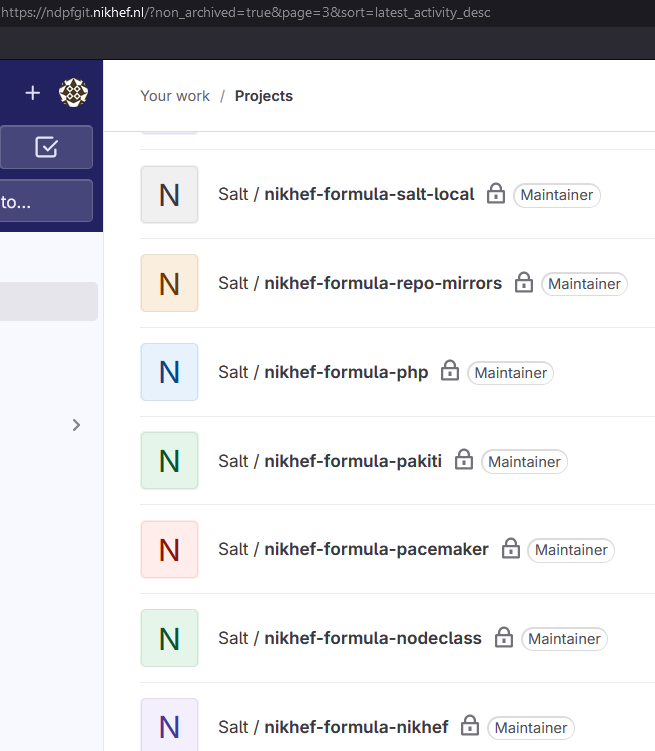 https://ndpfgit.nikhef.nl/?non_archived=true&page=3&sort=latest_activity_desc
Your work / Projects
to...
N Salt / nikhef-formula-salt-local Maintainer
N Salt / nikhef-formula-repo-mirrors Maintainer
N Salt / nikhef-formula-php Maintainer
N Salt / nikhef-formula-pakiti Maintainer
N Salt / nikhef-formula-pacemaker Maintainer
N Salt / nikhef-formula-nodeclass Maintainer
N Salt / nikhef-formula-nikhef Maintainer